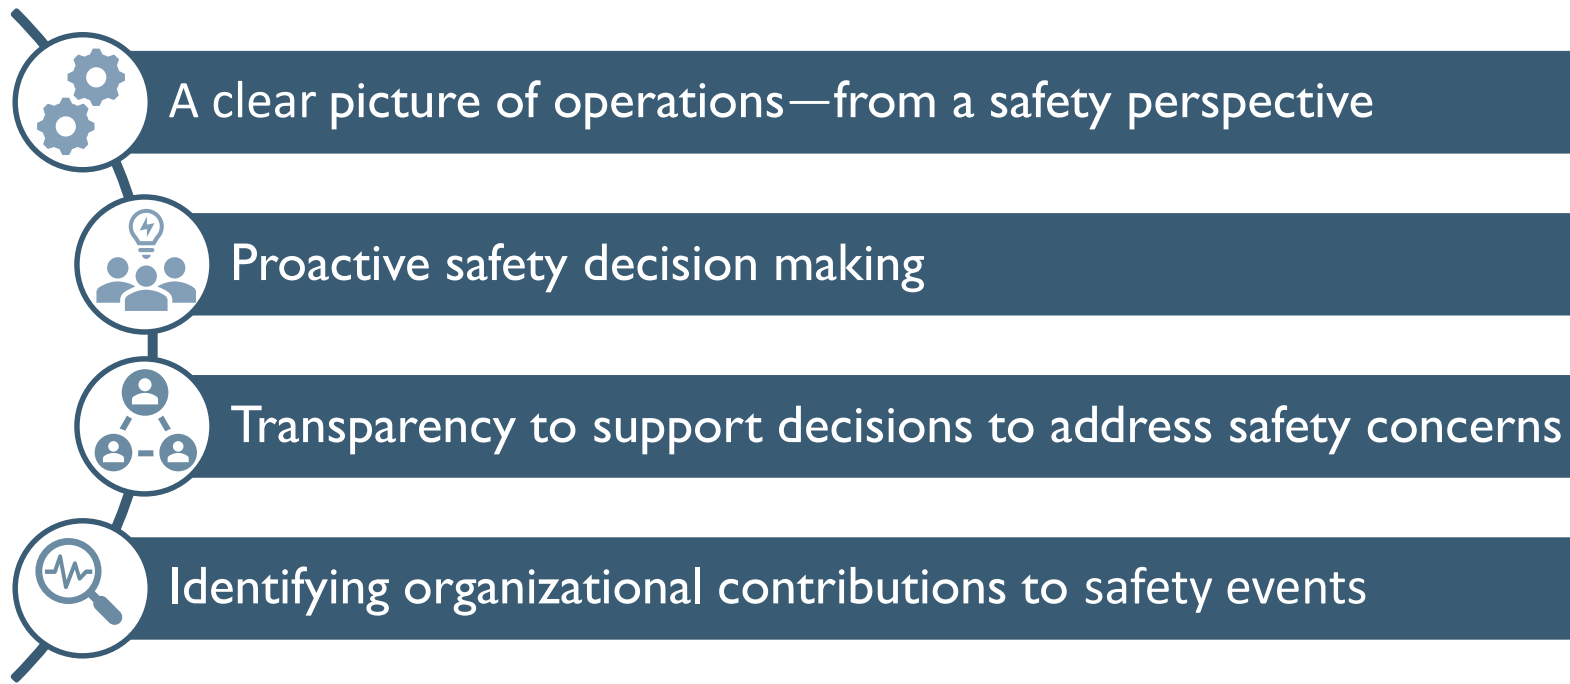 A clear picture of operations—from a safety perspective
Proactive safety decision making
Transparency to support decisions to address safety concerns
Identifying organizational contributions to safety events